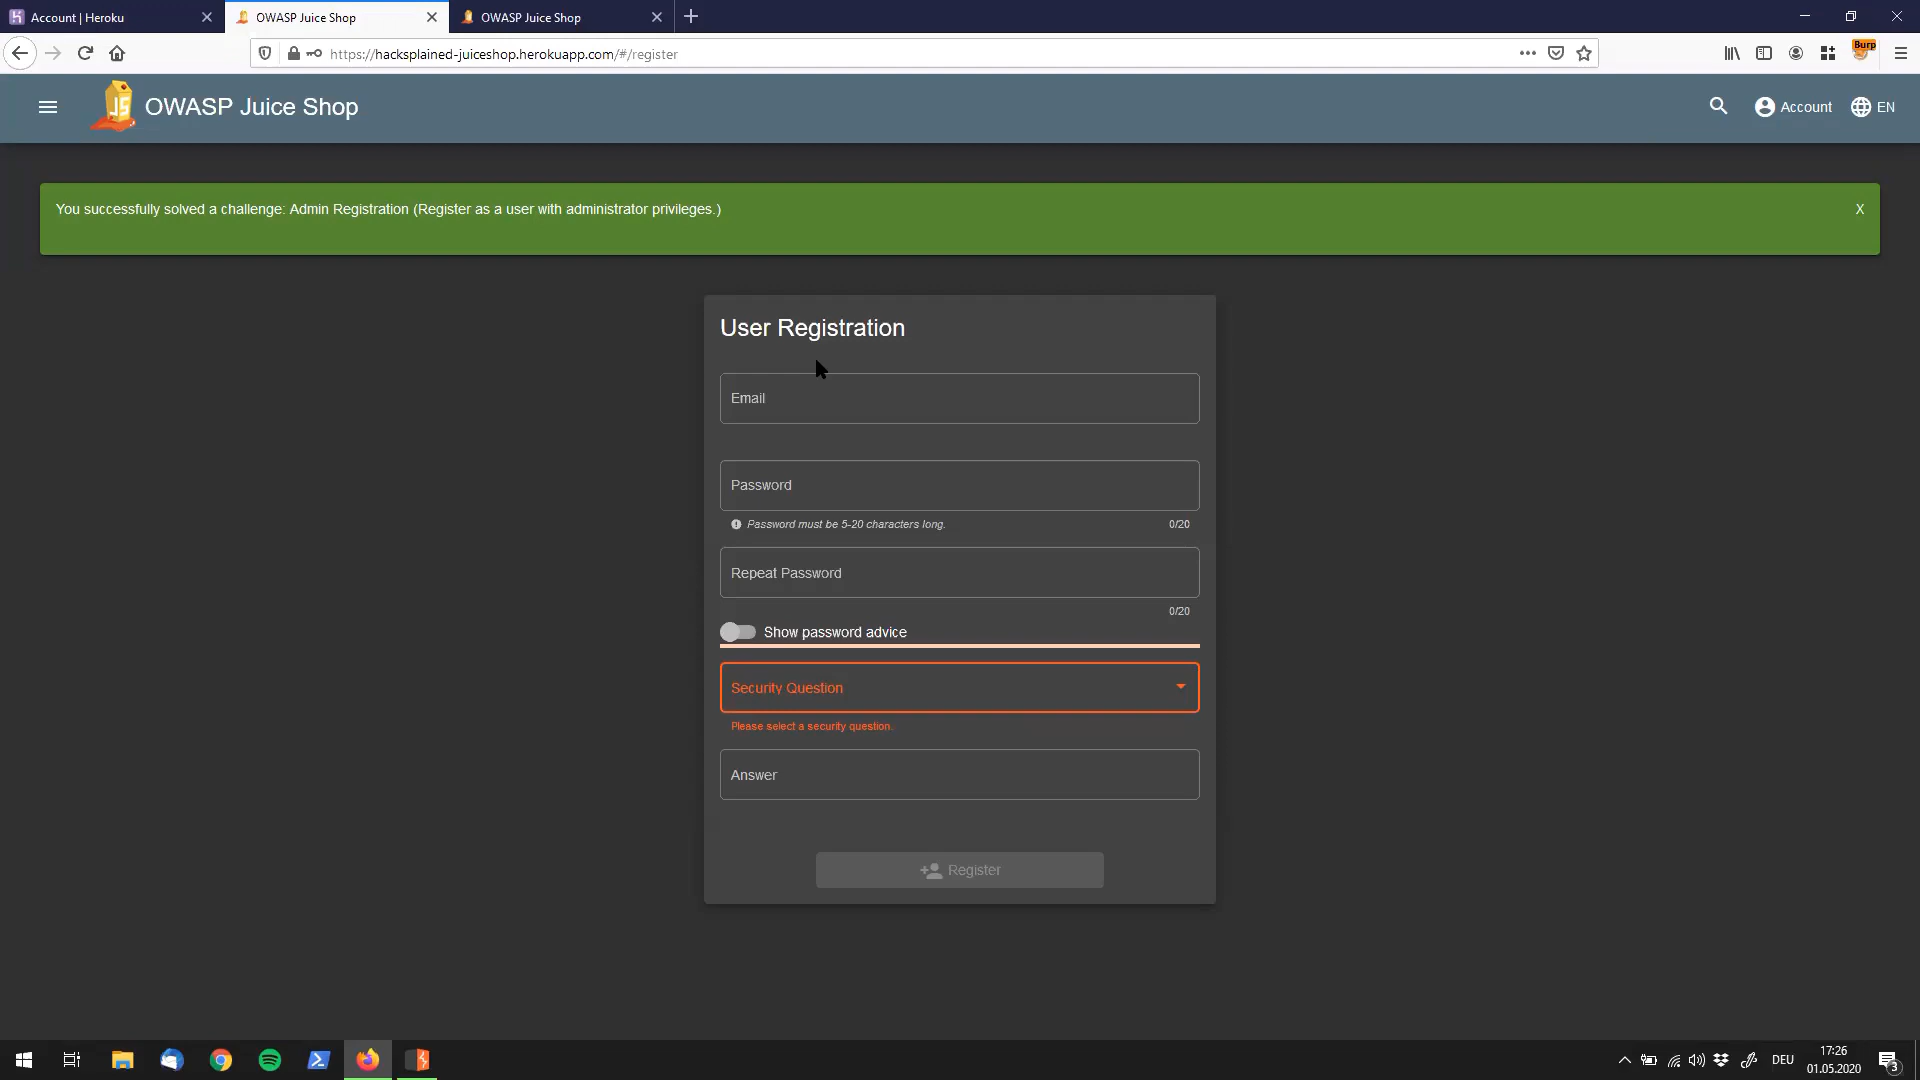 Account | Heroku
OWASP Juice Shop
OWASP Juice Shop
https://hacksplained-juiceshop.herokuapp.com/#/register
Burp
JS
OWASP Juice Shop
Account
EN
You successfully solved a challenge: Admin Registration (Register as a user with administrator privileges.)
X
User Registration
Email
Password
Password must be 5-20 characters long.
0/20
Repeat Password
0/20
Show password advice
Security Question
Please select a security question.
Answer
Register
DEU
17:26
01.05.2020
3